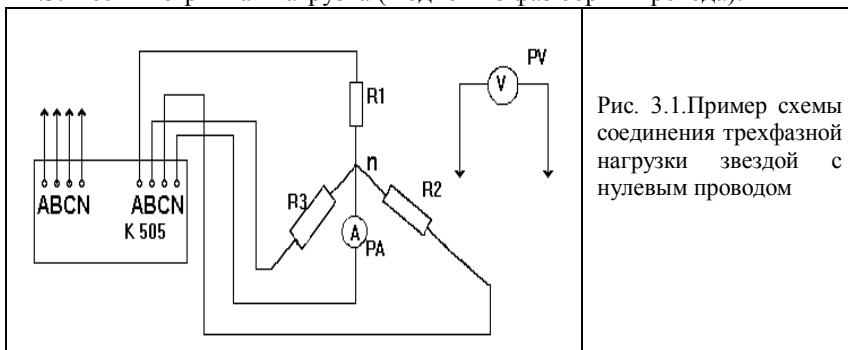 PV
V
R1
n
R2
R3
A
PA
ABCN ABCN
K 505
Рис. 3.1.Пример схемы
соединения трехфазной
нагрузки звездой с
нулевым проводом